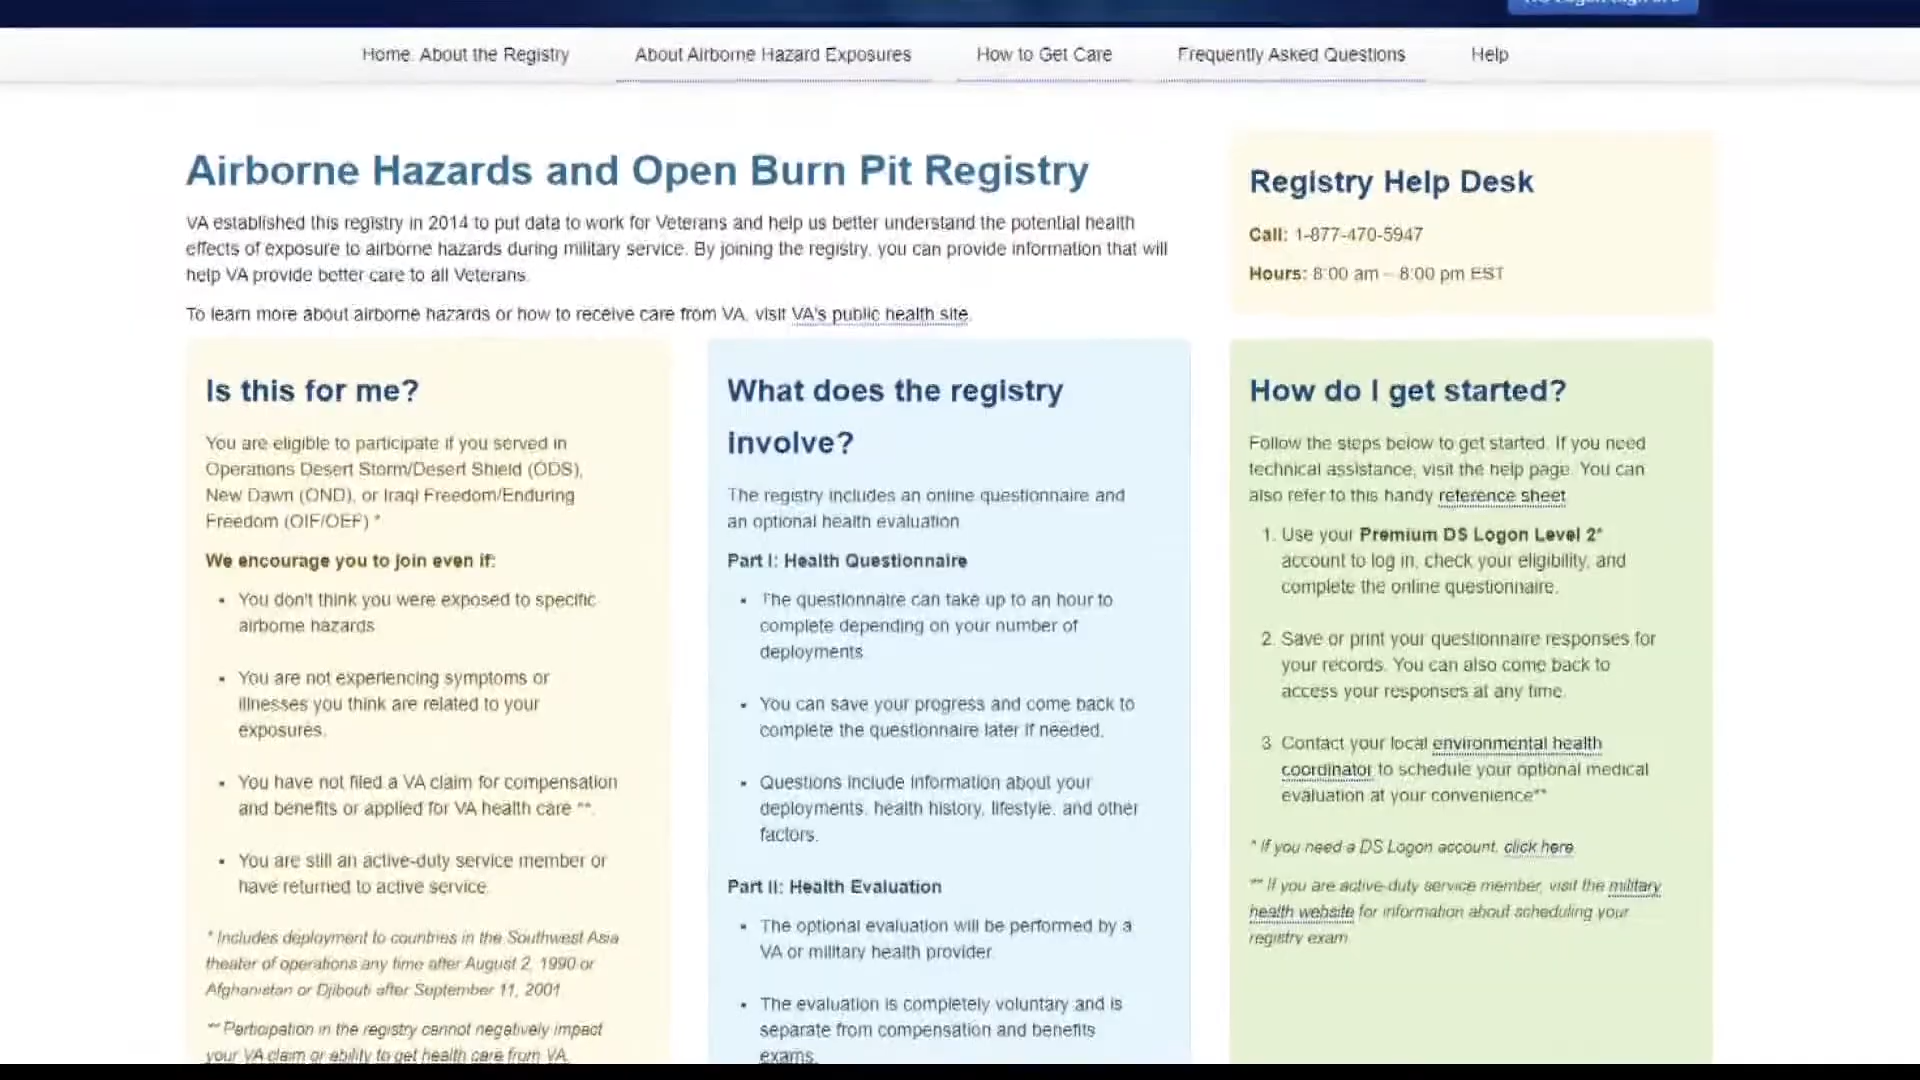 Home: About the Registry
About Airborne Hazard Exposures
How to Get Care
Frequently Asked Questions
Help
Airborne Hazards and Open Burn Pit Registry
VA established this registry in 2014 to put data to work for Veterans and help us better understand the potential health
effects of exposure to airborne hazards during military service. By joining the registry, you can provide information that will
help VA provide better care to all Veterans.
To learn more about airborne hazards or how to receive care from VA, visit VA's public health site.
Registry Help Desk
Call: 1-877-470-5947
Hours: 8:00 am – 8:00 pm EST
Is this for me?
You are eligible to participate if you served in
Operations Desert Storm/Desert Shield (ODS),
New Dawn (OND), or Iraqi Freedom/Enduring
Freedom (OIF/OEF) *
We encourage you to join even if:
• You don't think you were exposed to specific
airborne hazards
• You are not experiencing symptoms or
illnesses you think are related to your
exposures.
• You have not filed a VA claim for compensation
and benefits or applied for VA health care **.
• You are still an active-duty service member or
have returned to active service.
* Includes deployment to countries in the Southwest Asia
theater of operations any time after August 2, 1990 or
Afghanistan or Djibouti after September 11, 2001
** Participation in the registry cannot negatively impact
your VA claim or ability to get health care from VA.
What does the registry
involve?
The registry includes an online questionnaire and
an optional health evaluation.
Part I: Health Questionnaire
• The questionnaire can take up to an hour to
complete depending on your number of
deployments.
• You can save your progress and come back to
complete the questionnaire later if needed.
• Questions include information about your
deployments, health history, lifestyle, and other
factors.
Part II: Health Evaluation
• The optional evaluation will be performed by a
VA or military health provider.
• The evaluation is completely voluntary and is
separate from compensation and benefits
exams.
How do I get started?
Follow the steps below to get started. If you need
technical assistance, visit the help page. You can
also refer to this handy reference sheet
1. Use your Premium DS Logon Level 2*
account to log in, check your eligibility, and
complete the online questionnaire.
2. Save or print your questionnaire responses for
your records. You can also come back to
access your responses at any time.
3. Contact your local environmental health
coordinator to schedule your optional medical
evaluation at your convenience**
* If you need a DS Logon account, click here.
** If you are active-duty service member, visit the military
health website for information about scheduling your
registry exam.